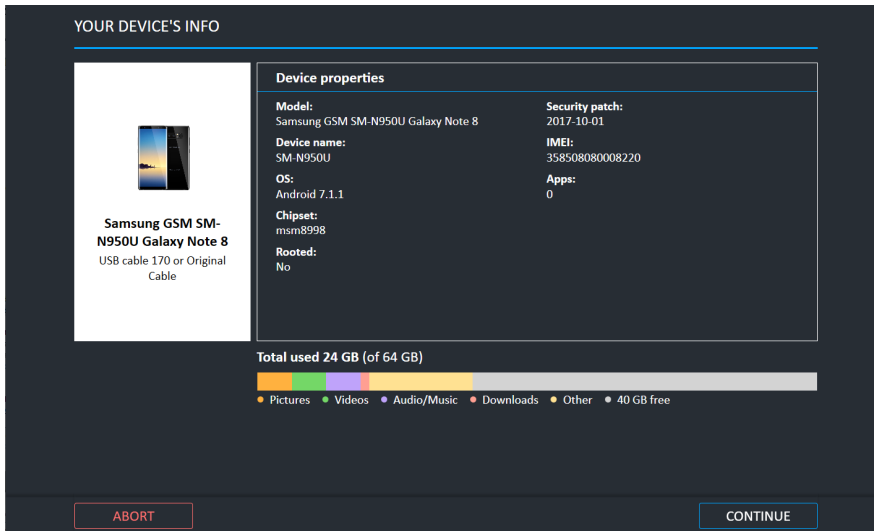 YOUR DEVICE'S INFO
Samsung GSM SM-
N950U Galaxy Note 8
USB cable 170 or Original
Cable
Device properties
Model:
Samsung GSM SM-N950U Galaxy Note 8
Device name:
SM-N950U
OS:
Android 7.1.1
Chipset:
msm8998
Rooted:
No
Security patch:
2017-10-01
IMEI:
358508080008220
Apps:
0
Total used 24 GB (of 64 GB)
Pictures Videos Audio/Music Downloads Other 40 GB free
ABORT
CONTINUE